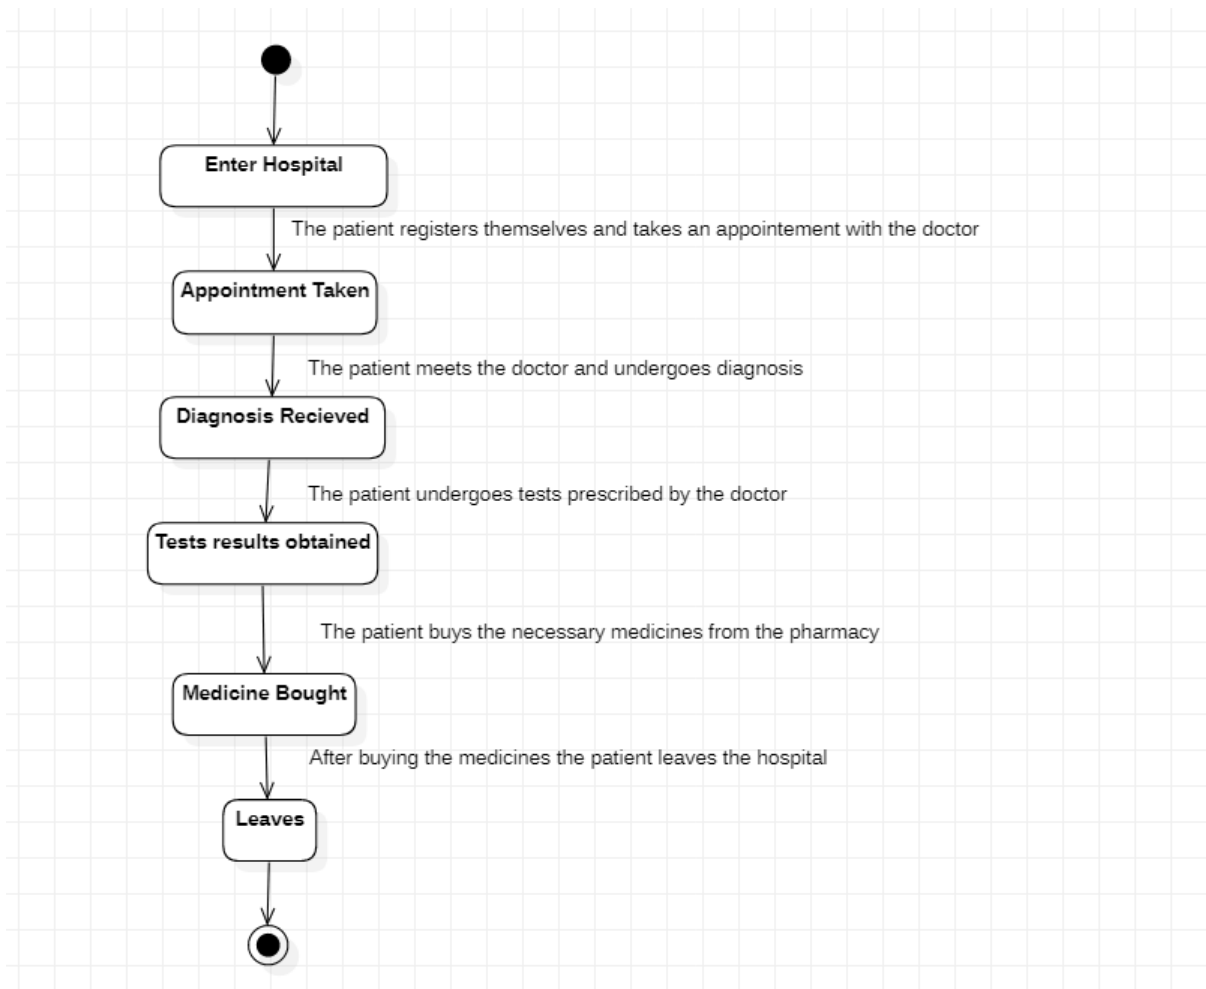 Enter Hospital
The patient registers themselves and takes an appointement with the doctor
Appointment Taken
The patient meets the doctor and undergoes diagnosis
Diagnosis Recieved
The patient undergoes tests prescribed by the doctor
Tests results obtained
The patient buys the necessary medicines from the pharmacy
Medicine Bought
After buying the medicines the patient leaves the hospital
Leaves